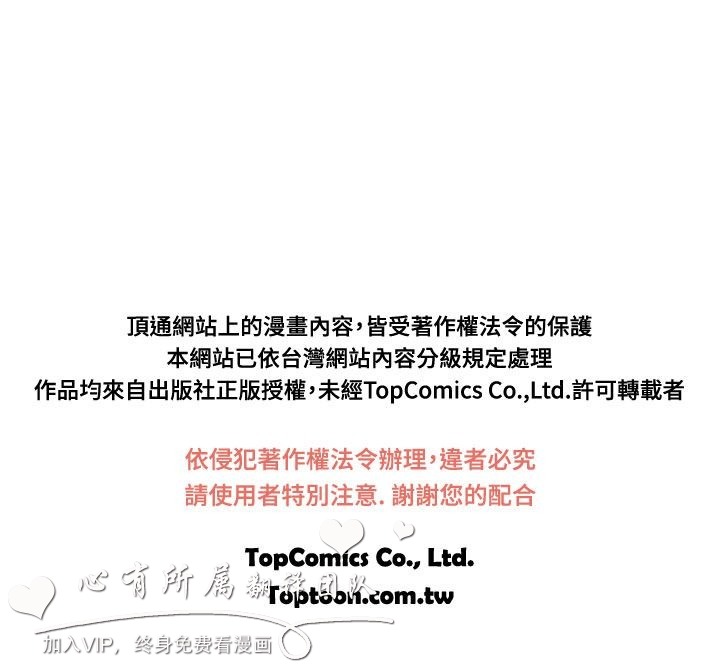 頂通網站上的漫畫內容,皆受著作權法令的保護
本網站已依台灣網站內容分級規定處理
作品均來自出版社正版授權,未經TopComics Co.,Ltd.許可轉載者
依侵犯著作權法令辦理,違者必究
請使用者特別注意. 謝謝您的配合
TopComics Co., Ltd.
心有所属翻译团队
Toptoon.com.tw
加入VIP，终身免费看漫画